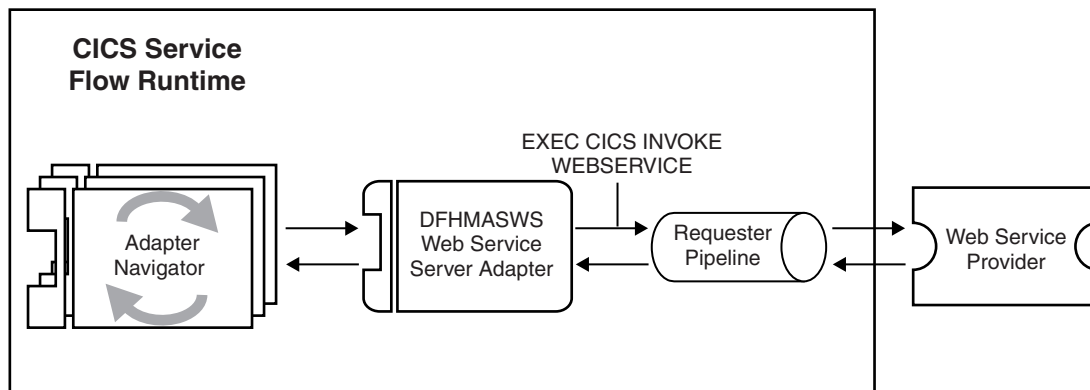 CICS Service
Flow Runtime
EXEC CICS INVOKE
WEBSERVICE
Adapter
Navigator
DFHMASWS
Web Service
Server Adapter
Requester
Pipeline
Web Service
Provider